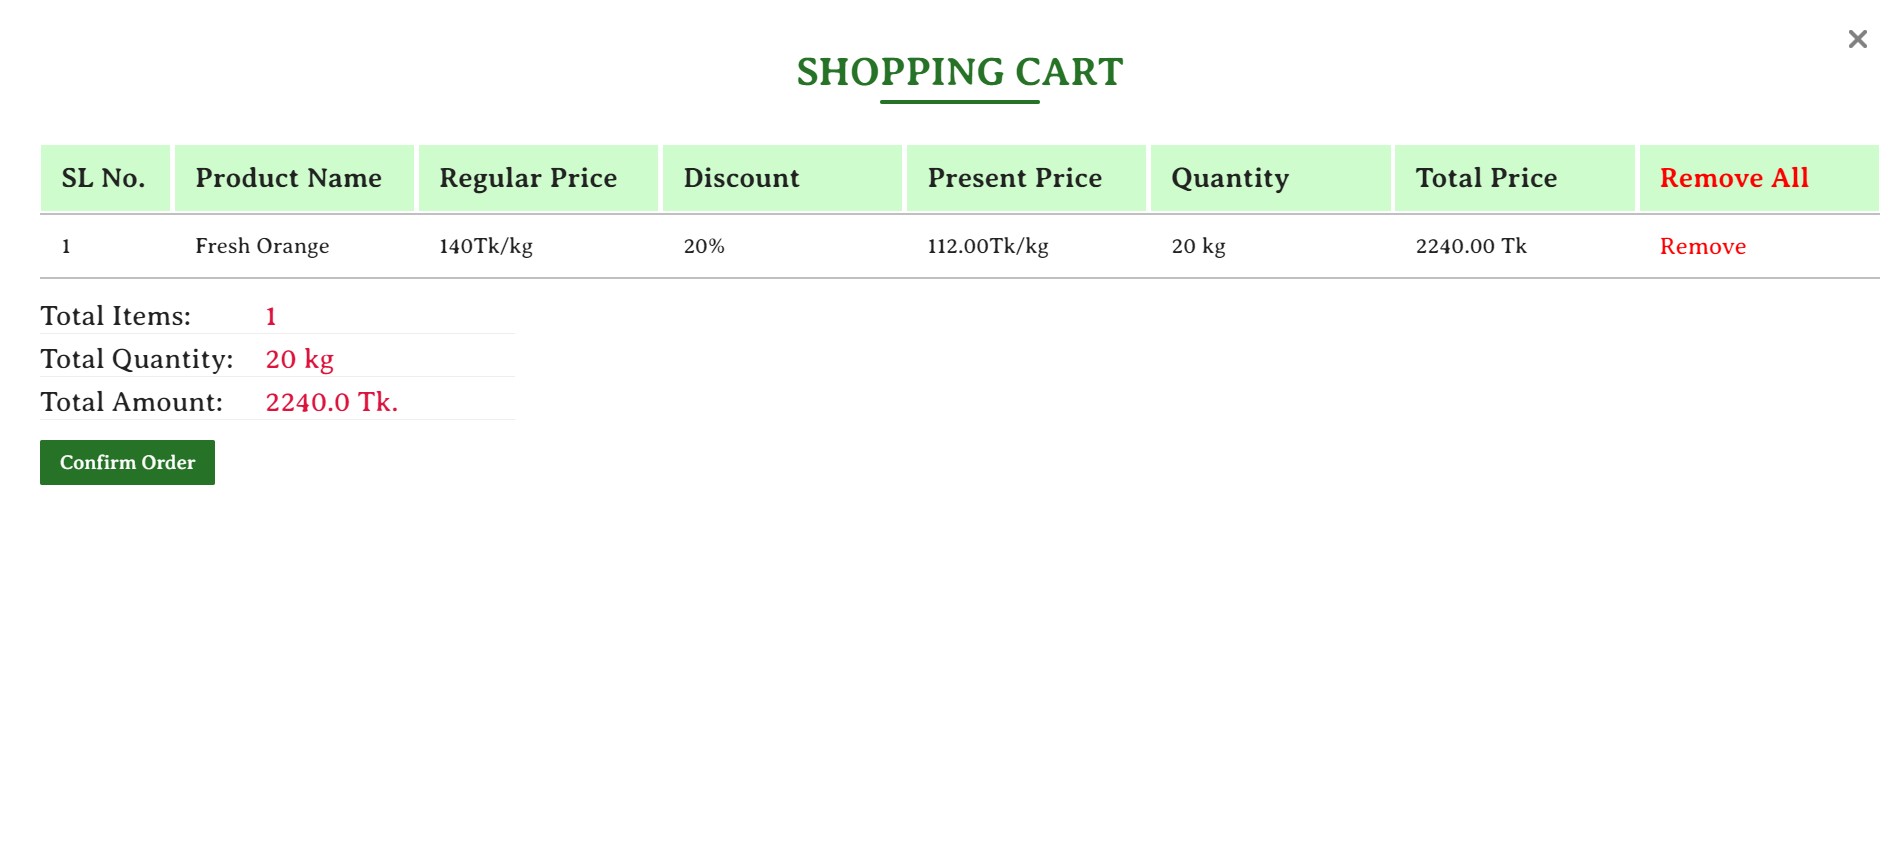 SHOPPING CART
SL No. Product Name Regular Price Discount Present Price Quantity Total Price Remove All
1 Fresh Orange 140Tk/kg 20% 112.00Tk/kg 20 kg 2240.00 Tk Remove
Total Items: 1
Total Quantity: 20 kg
Total Amount: 2240.0 Tk.
Confirm Order